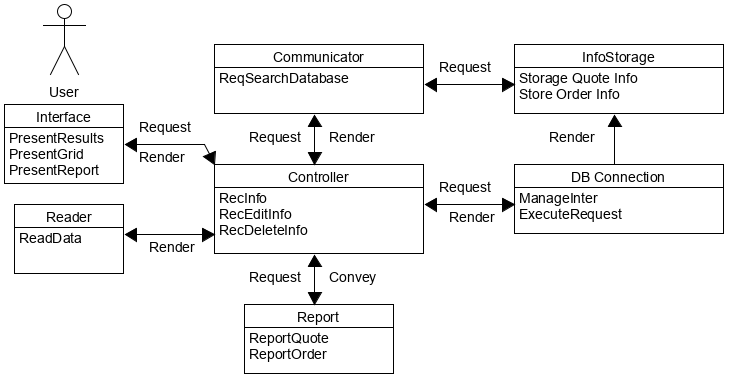 User
Communicator
ReqSearchDatabase
Request
InfoStorage
Storage Quote Info
Store Order Info
Interface
PresentResults
PresentGrid
PresentReport
Request
Render
Request
Render
Render
Controller
RecInfo
RecEditInfo
RecDeleteInfo
Request
Render
DB Connection
ManageInter
ExecuteRequest
Reader
ReadData
Render
Request
Convey
Report
ReportQuote
ReportOrder